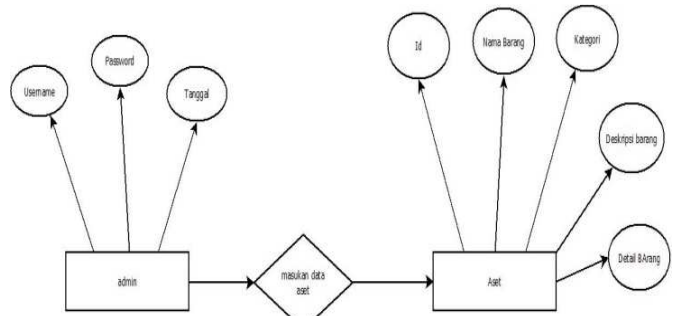 Id
Nama Barang
Kategori
Password
Username
Tanggal
Deskripsi barang
Detail BArang
admin
masukan data
aset
Aset